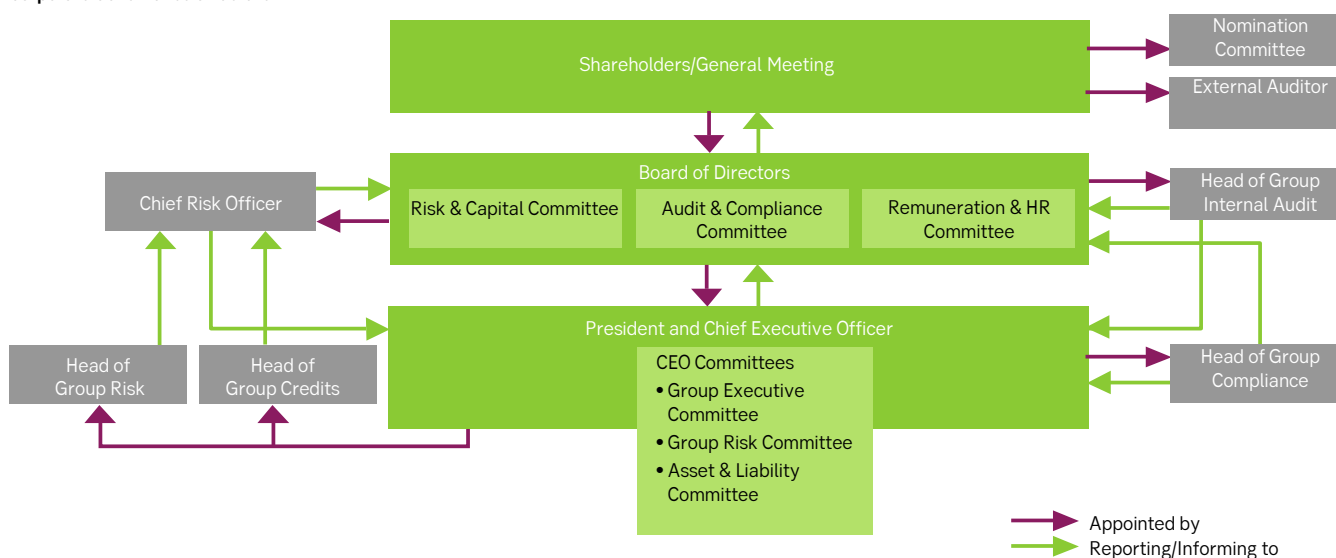 Shareholders/General Meeting
Nomination
Committee
External Auditor
Board of Directors
Risk & Capital Committee
Audit & Compliance
Committee
Remuneration & HR
Committee
Chief Risk Officer
Head of Group
Internal Audit
President and Chief Executive Officer
CEO Committees
• Group Executive
Committee
• Group Risk Committee
• Asset & Liability
Committee
Head of
Group Risk
Head of
Group Credits
Head of Group
Compliance
Appointed by
Reporting/Informing to